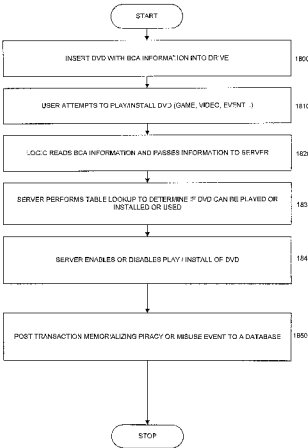 START
INSERT DVD WITH BCA INFORMATION INTO DRIVE
1800
USER ATTEMPTS TO PLAY/INSTALL DVD (GAME, VIDEO, EVENT...)
1810
LOGIC READS BCA INFORMATION AND PASSES INFORMATION TO SERVER
1820
SERVER PERFORMS TABLE LOOKUP TO DETERMINE IF DVD CAN BE PLAYED OR
INSTALLED OR USED
183
SERVER ENABLES OR DISABLES PLAY / INSTALL OF DVD
184
POST TRANSACTION MEMORIALIZING PIRACY OR MISUSE EVENT TO A DATABASE
1850
STOP